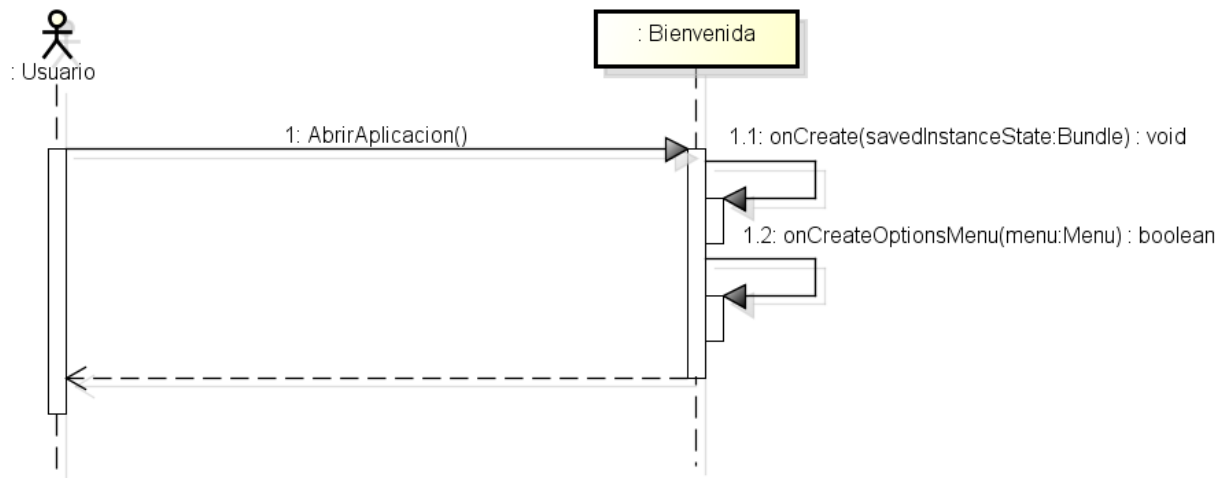 : Usuario
: Bienvenida
1: AbrirAplicacion()
1.1: onCreate(savedInstanceState:Bundle) : void
1.2: onCreateOptionsMenu(menu:Menu) : boolean